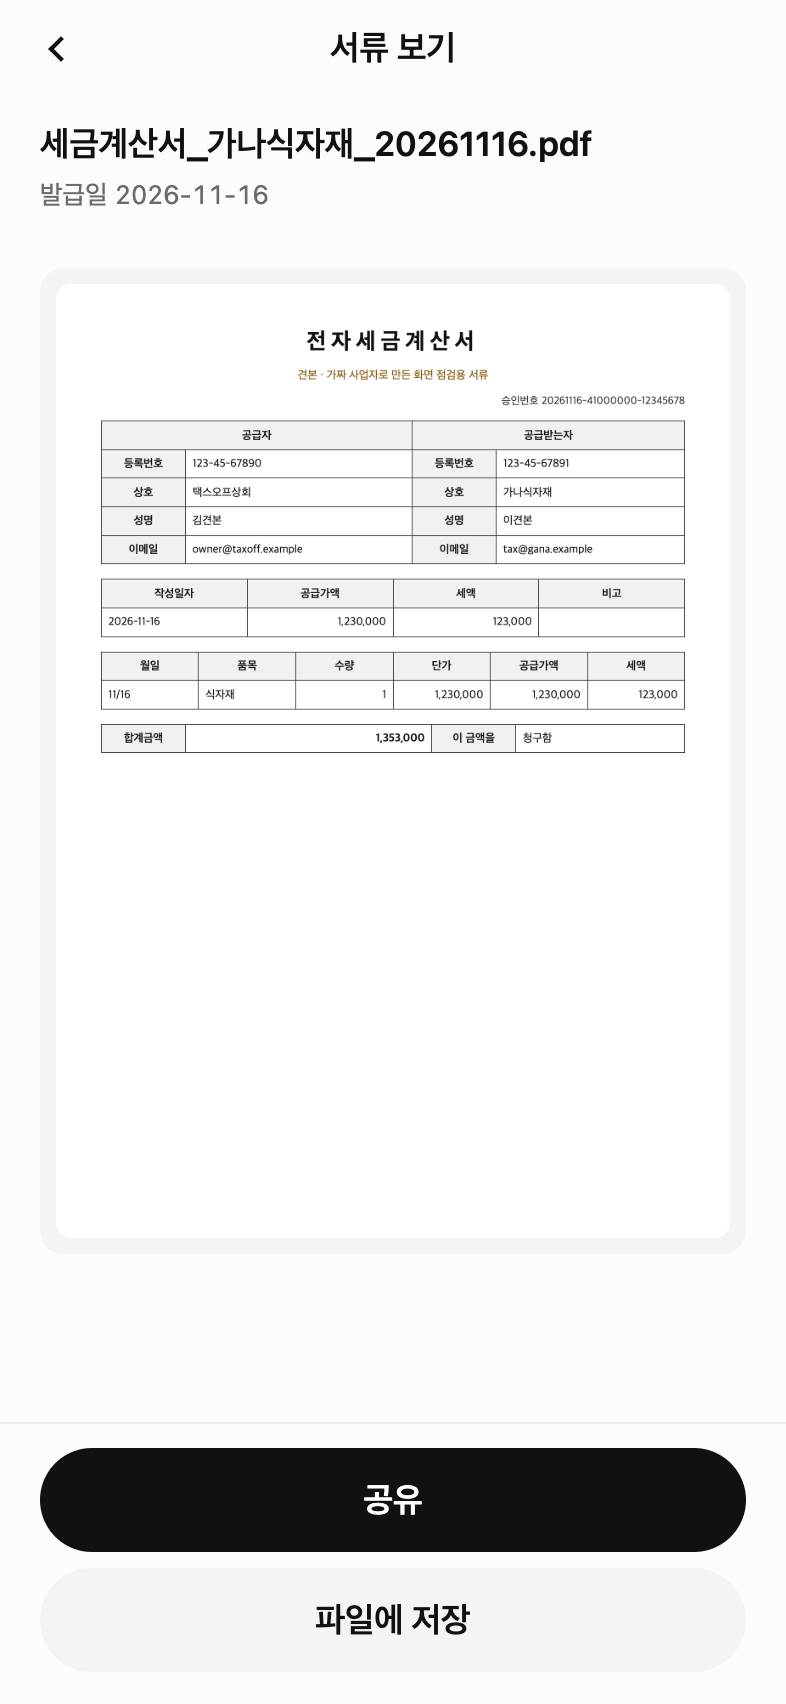 서류 보기
세금계산서_가나식자재_20261116.pdf
발급일 2026-11-16
전자세금계산서
견본 · 가짜 사업자로 만든 화면 점검용 서류
승인번호 20261116-41000000-12345678
공급자 공급받는자
등록번호 123-45-67890 등록번호 123-45-67891
상호 택스오프상회 상호 가나식자재
성명 김견본 성명 이견본
이메일 owner@taxoff.example 이메일 tax@gana.example
작성일자 공급가액 세액 비고
2026-11-16 1,230,000 123,000
월일 품목 수량 단가 공급가액 세액
11/16 식자재 1 1,230,000 1,230,000 123,000
합계금액 1,353,000 이 금액을 청구함
공유
파일에 저장